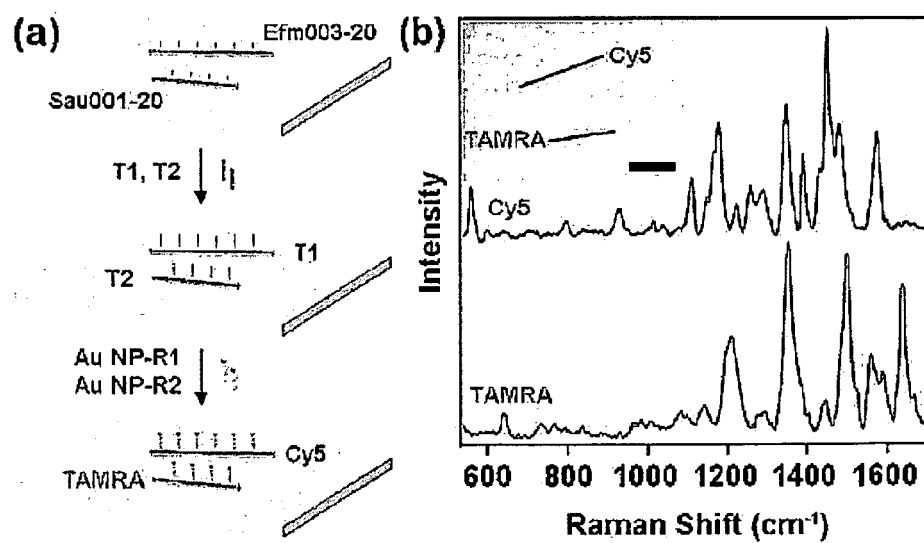 (a)
Efm003-20
Sau001-20
T1, T2
T1
T2
Au NP-R1
Au NP-R2
Cy5
TAMRA
(b)
Cy5
TAMRA
Cy5
TAMRA
Intensity
600 800 1000 1200 1400 1600
Raman Shift (cm⁻¹)